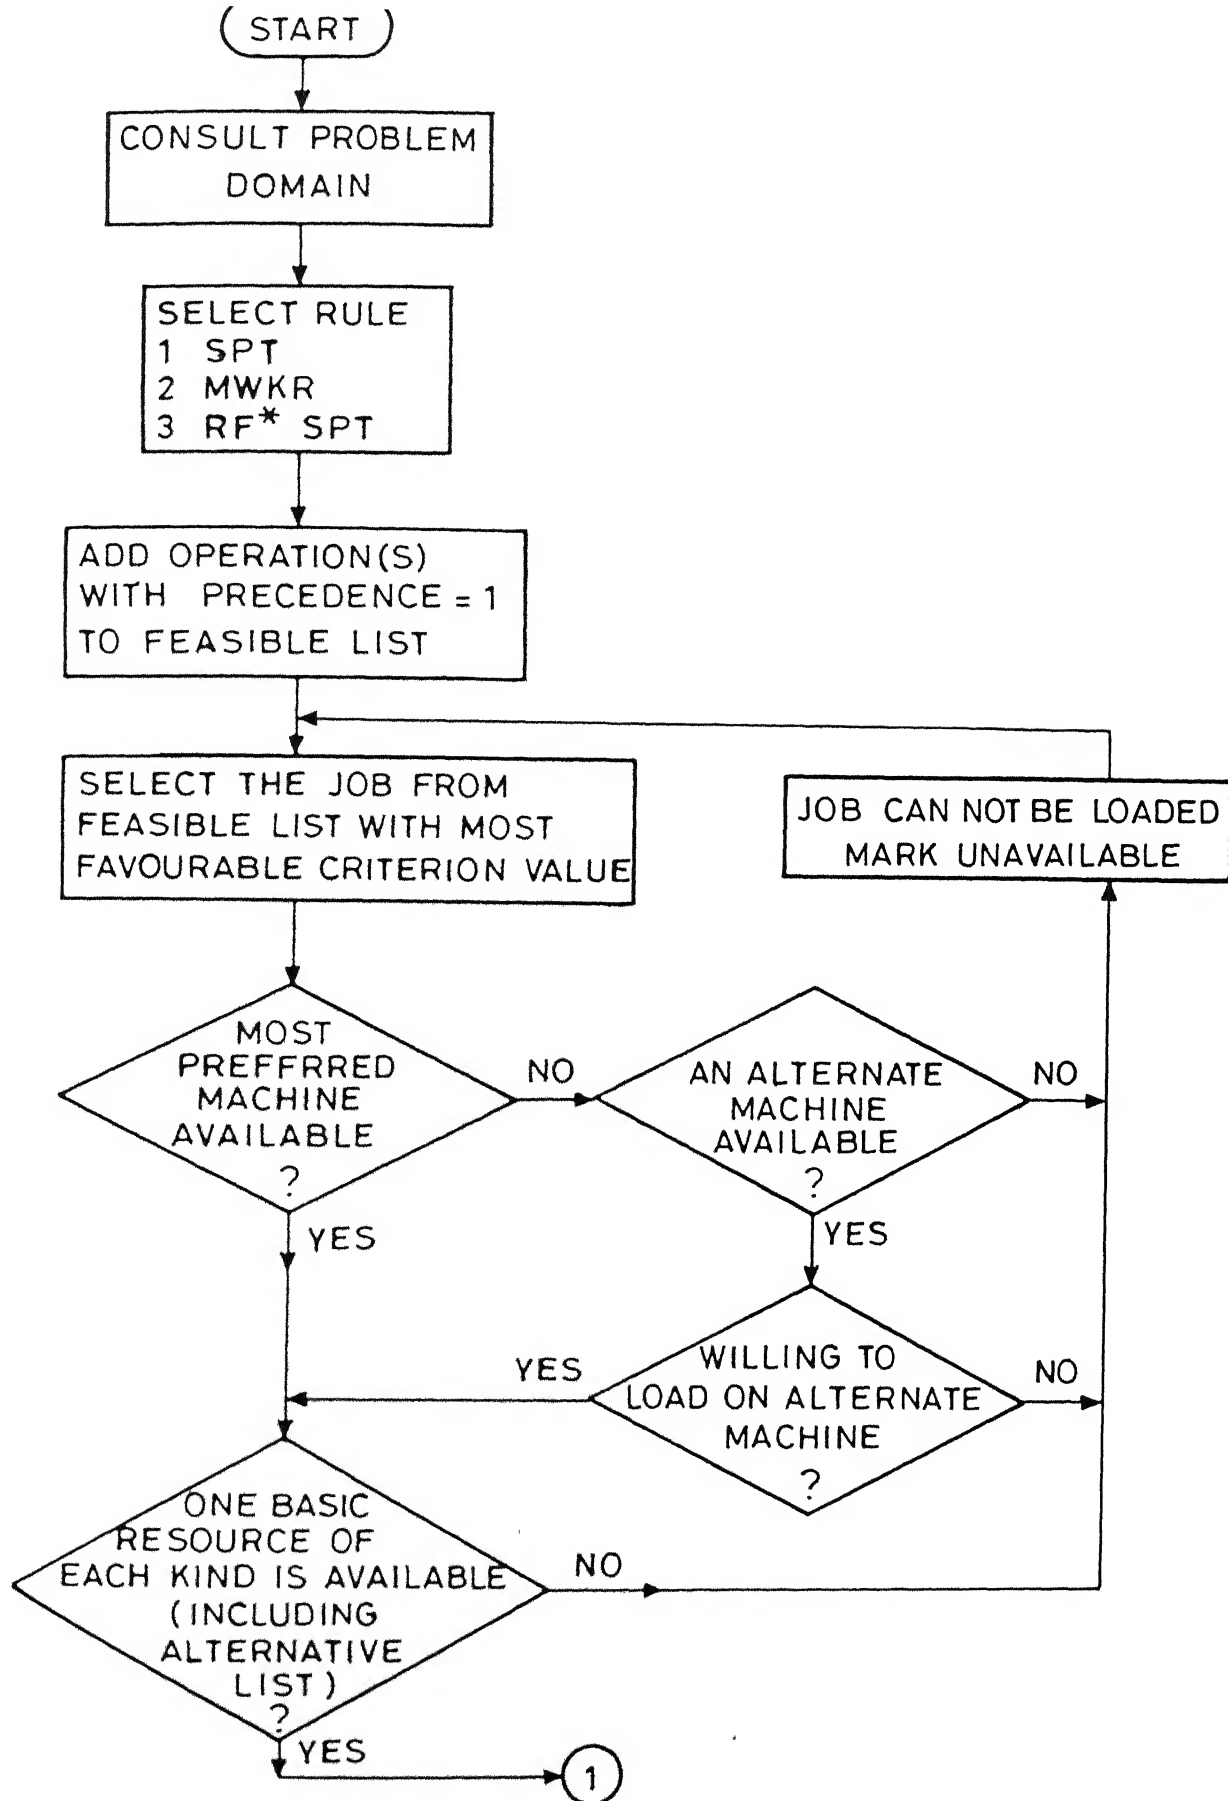 START
CONSULT PROBLEM
DOMAIN
SELECT RULE
1 SPT
2 MWKR
3 RF* SPT
ADD OPERATION(S)
WITH PRECEDENCE = 1
TO FEASIBLE LIST
SELECT THE JOB FROM
FEASIBLE LIST WITH MOST
FAVOURABLE CRITERION VALUE
JOB CAN NOT BE LOADED
MARK UNAVAILABLE
MOST
PREFFRRED
MACHINE
AVAILABLE
?
NO
AN ALTERNATE
MACHINE
AVAILABLE
?
NO
YES
YES
WILLING TO
LOAD ON ALTERNATE
MACHINE
?
YES
NO
ONE BASIC
RESOURCE OF
EACH KIND IS AVAILABLE
(INCLUDING
ALTERNATIVE
LIST)
?
NO
YES
1